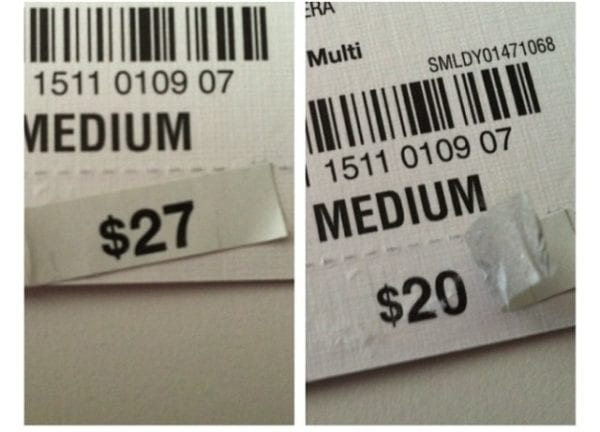 1511 0109 07
MEDIUM
$27
ERA
Multi
SMLDY01471068
1511 0109 07
MEDIUM
$20